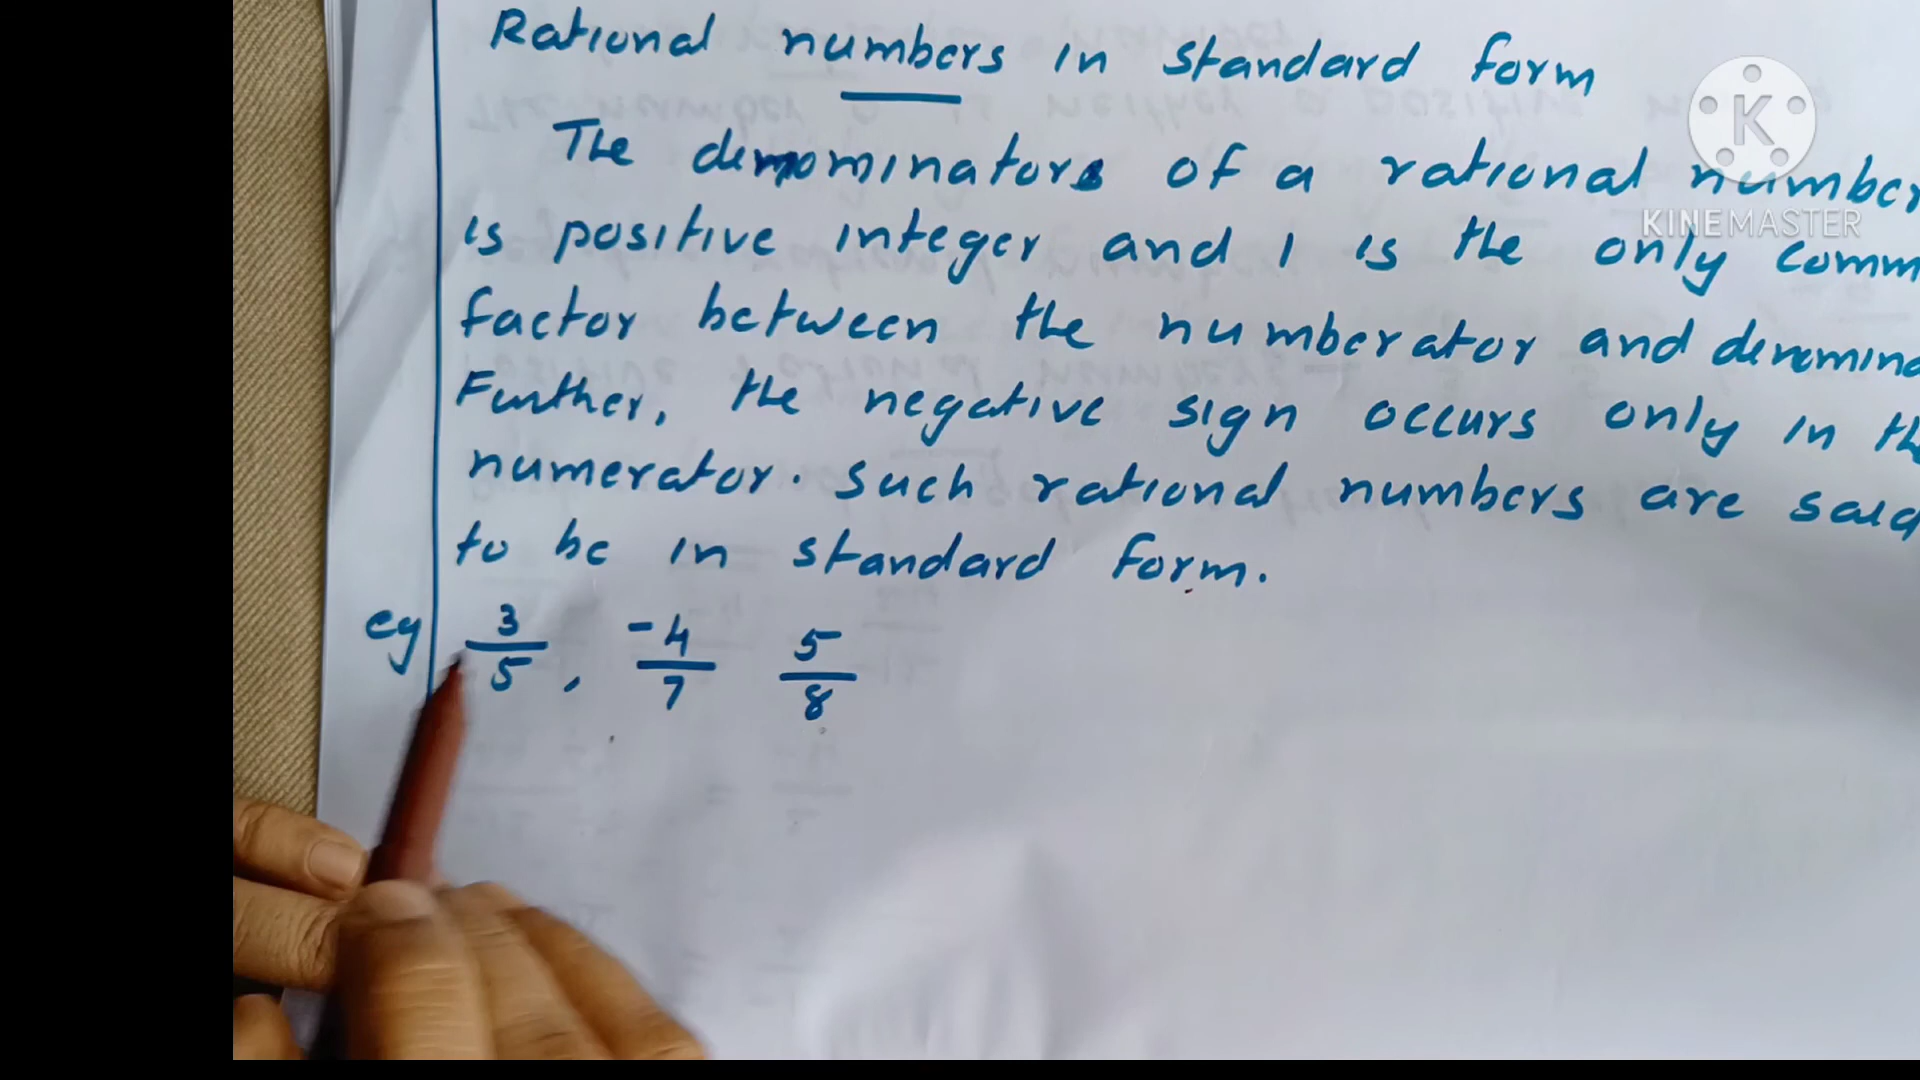 Rational numbers in standard form
The denominators of a rational number
is positive integer and 1 is the only comm
factor between the numberator and denomina
Further, the negative sign occurs only in the
numerator. Such rational numbers are said
to be in standard form.
eg 3/5, -4/7 5/8
K
KINEMASTER